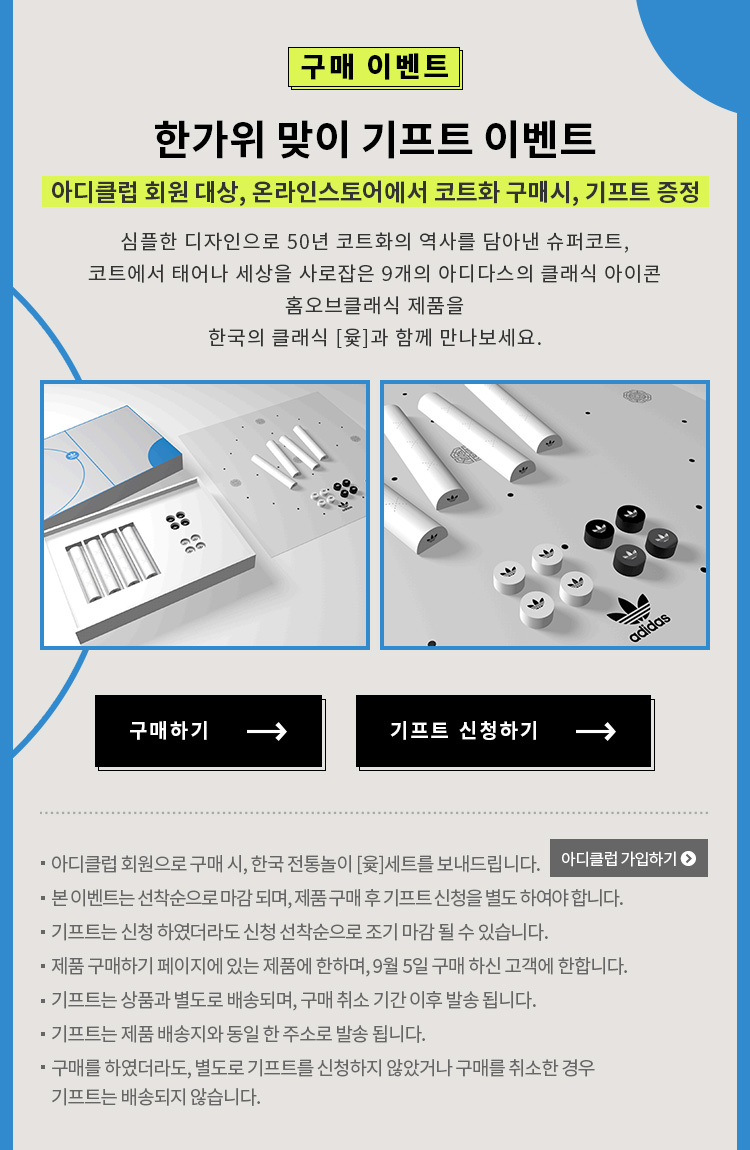 구매 이벤트
한가위 맞이 기프트 이벤트
아디클럽 회원 대상, 온라인스토어에서 코트화 구매시, 기프트 증정
심플한 디자인으로 50년 코트화의 역사를 담아낸 슈퍼코트,
코트에서 태어나 세상을 사로잡은 9개의 아디다스의 클래식 아이콘
홈오브클래식 제품을
한국의 클래식 [윷]과 함께 만나보세요.
adidas
구매하기
기프트 신청하기
아디클럽 회원으로 구매 시, 한국 전통놀이 [윷]세트를 보내드립니다.
아디클럽 가입하기
본 이벤트는 선착순으로 마감 되며, 제품 구매 후 기프트 신청을 별도 하여야 합니다.
기프트는 신청 하였더라도 신청 선착순으로 조기 마감 될 수 있습니다.
제품 구매하기 페이지에 있는 제품에 한하며, 9월 5일 구매 하신 고객에 한합니다.
기프트는 상품과 별도로 배송되며, 구매 취소 기간 이후 발송 됩니다.
기프트는 제품 배송지와 동일 한 주소로 발송 됩니다.
구매를 하였더라도, 별도로 기프트를 신청하지 않았거나 구매를 취소한 경우
기프트는 배송되지 않습니다.